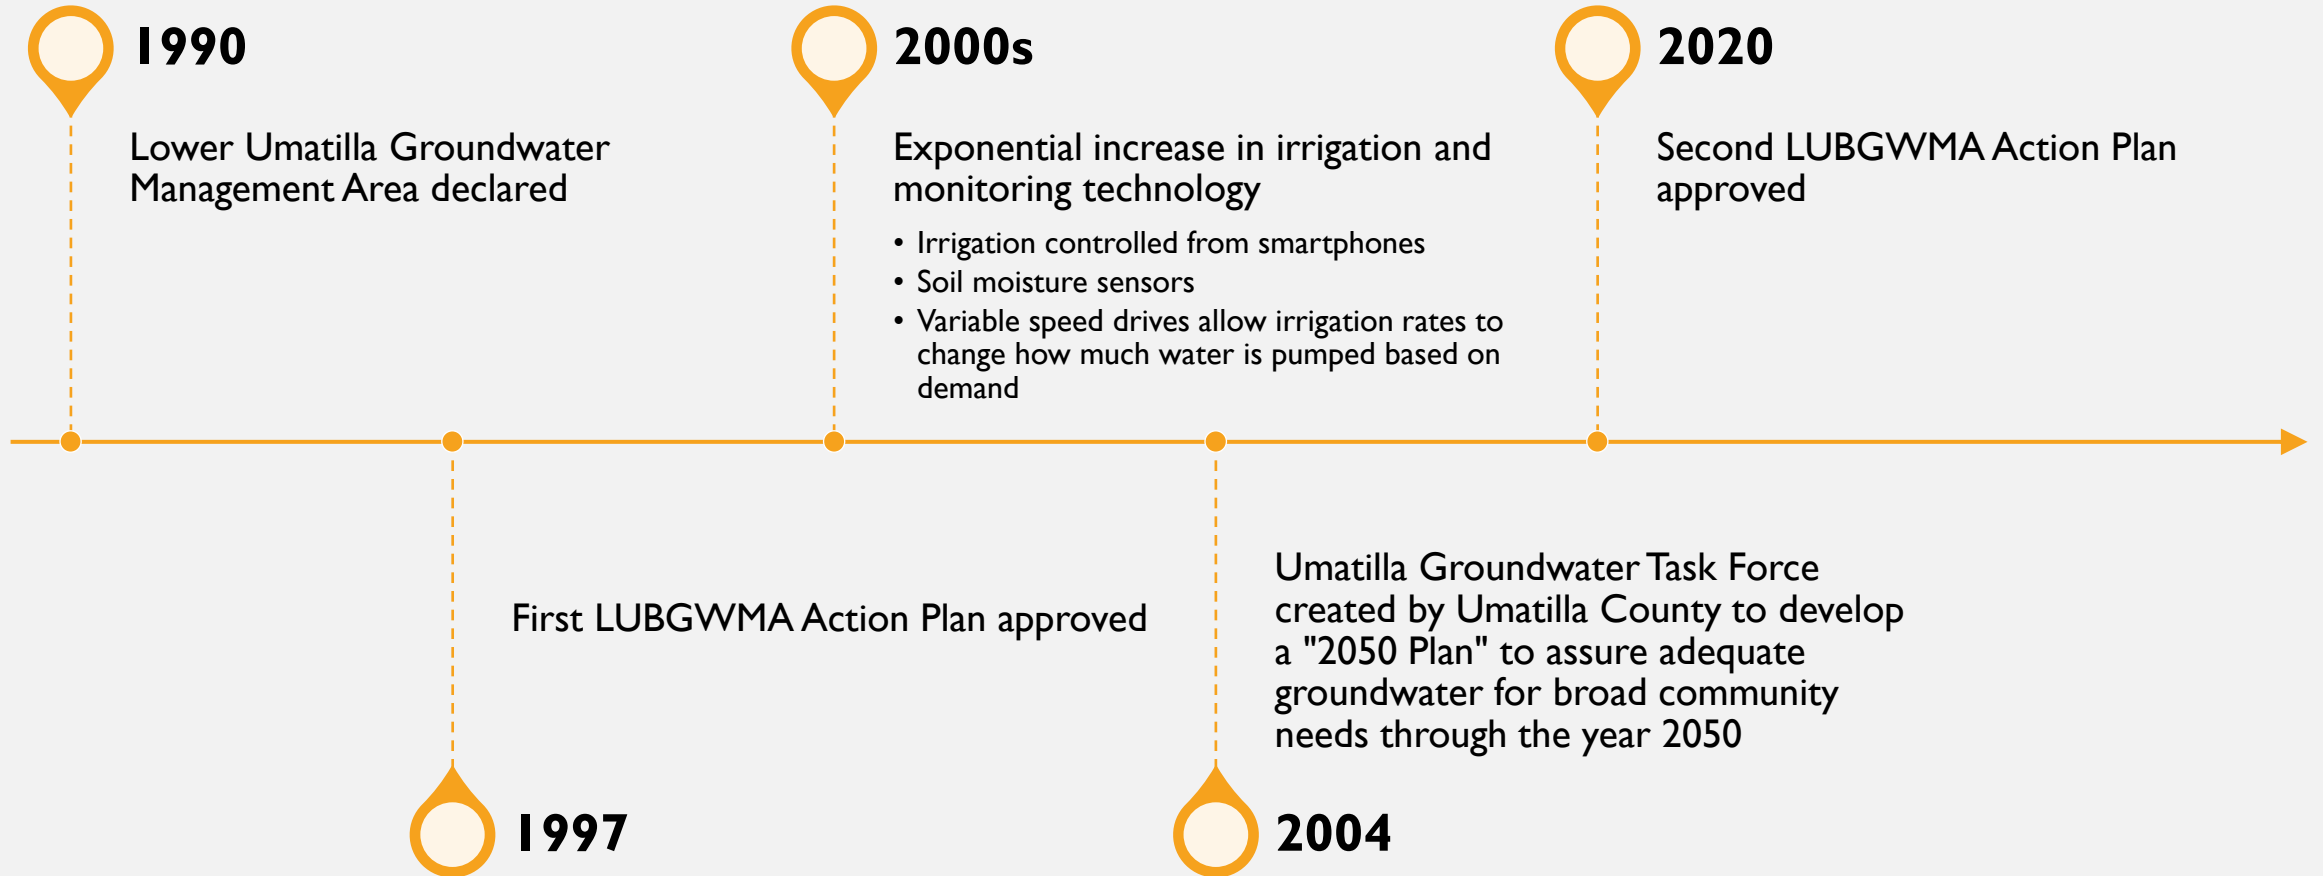 1990
Lower Umatilla Groundwater
Management Area declared
2000s
Exponential increase in irrigation and
monitoring technology
• Irrigation controlled from smartphones
• Soil moisture sensors
• Variable speed drives allow irrigation rates to
change how much water is pumped based on
demand
2020
Second LUBGWMA Action Plan
approved
First LUBGWMA Action Plan approved
1997
Umatilla Groundwater Task Force
created by Umatilla County to develop
a "2050 Plan" to assure adequate
groundwater for broad community
needs through the year 2050
2004